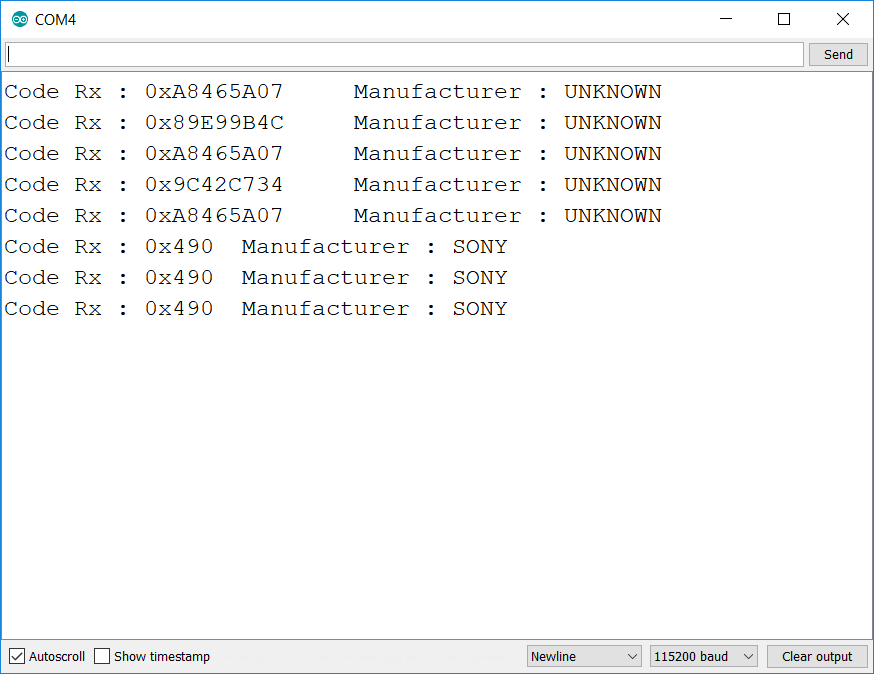 COM4
Send
Code Rx : 0xA8465A07     Manufacturer : UNKNOWN
Code Rx : 0x89E99B4C     Manufacturer : UNKNOWN
Code Rx : 0xA8465A07     Manufacturer : UNKNOWN
Code Rx : 0x9C42C734     Manufacturer : UNKNOWN
Code Rx : 0xA8465A07     Manufacturer : UNKNOWN
Code Rx : 0x490  Manufacturer : SONY
Code Rx : 0x490  Manufacturer : SONY
Code Rx : 0x490  Manufacturer : SONY
Autoscroll Show timestamp Newline 115200 baud Clear output